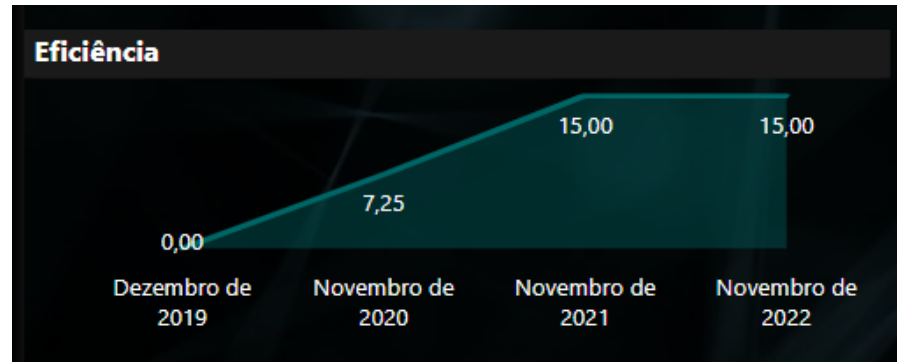 Eficiência
15,00
15,00
7,25
0,00
Dezembro de
2019
Novembro de
2020
Novembro de
2021
Novembro de
2022